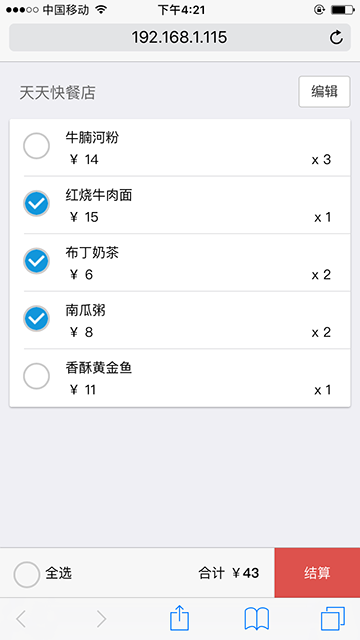 中国移动 下午4:21
192.168.1.115
天天快餐店 编辑
牛腩河粉
¥ 14 x 3
红烧牛肉面
¥ 15 x 1
布丁奶茶
¥ 6 x 2
南瓜粥
¥ 8 x 2
香酥黄金鱼
¥ 11 x 1
全选 合计 ¥43 结算